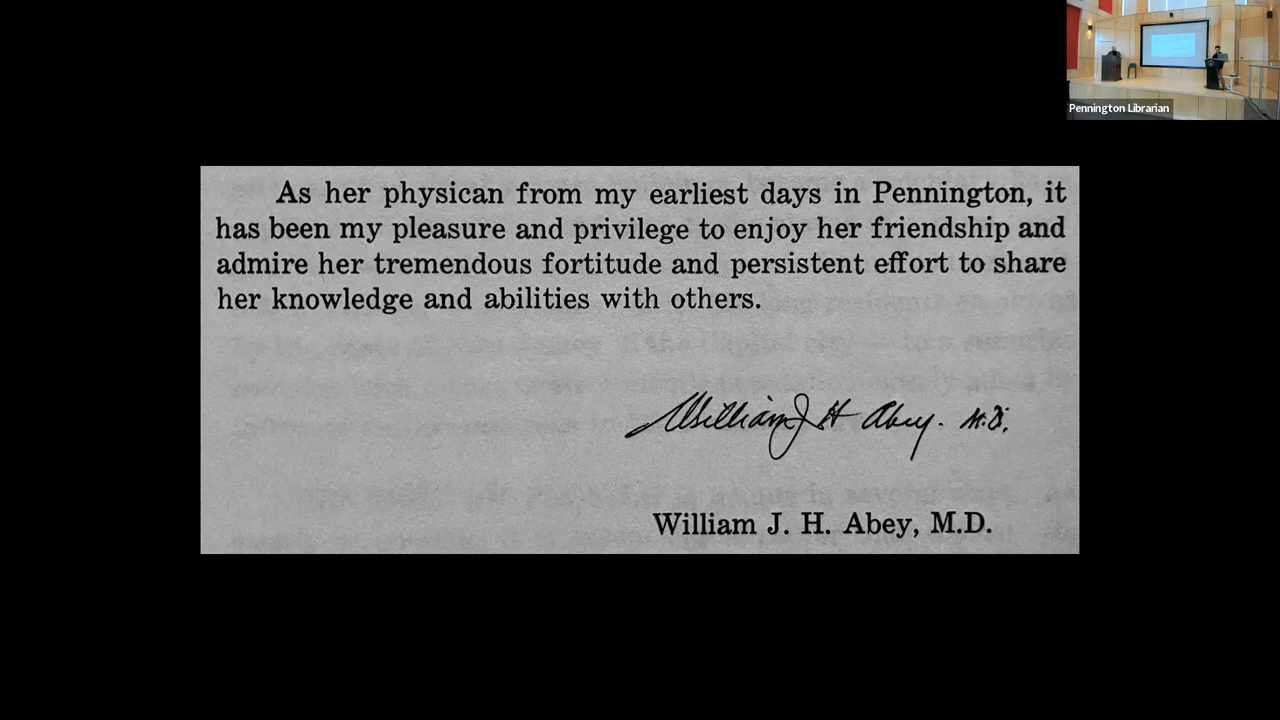 Pennington Librarian
As her physican from my earliest days in Pennington, it
has been my pleasure and privilege to enjoy her friendship and
admire her tremendous fortitude and persistent effort to share
her knowledge and abilities with others.
William J H Abey. M.D.
William J. H. Abey, M.D.